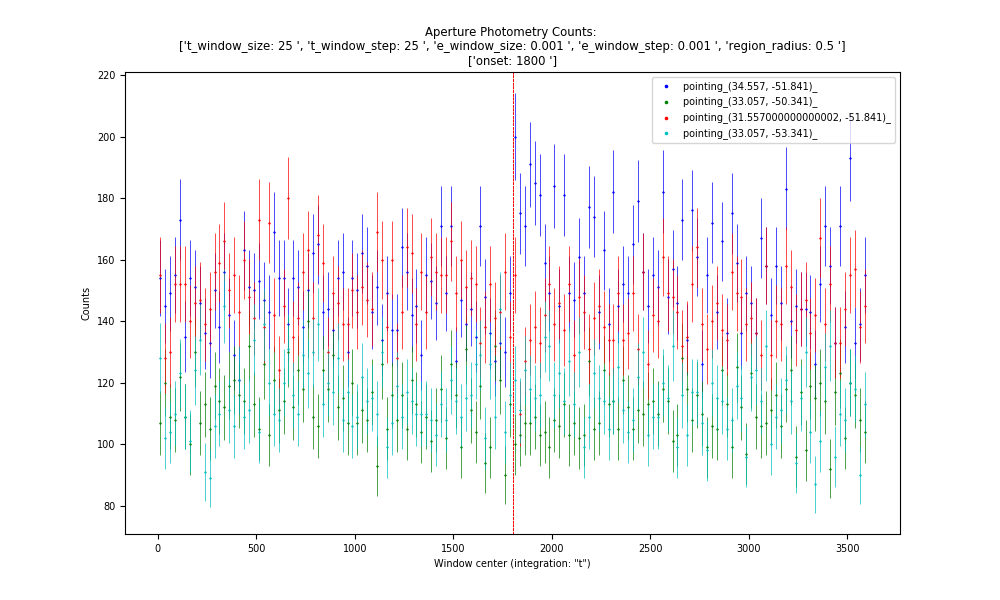 Aperture Photometry Counts:
['t_window_size: 25 ', 't_window_step: 25 ', 'e_window_size: 0.001 ', 'e_window_step: 0.001 ', 'region_radius: 0.5 ']
['onset: 1800 ']
220
200
180
160
140
120
100
80
Counts
pointing_(34.557, -51.841)_
pointing_(33.057, -50.341)_
pointing_(31.557000000000002, -51.841)_
pointing_(33.057, -53.341)_
0 500 1000 1500 2000 2500 3000 3500
Window center (integration: "t")